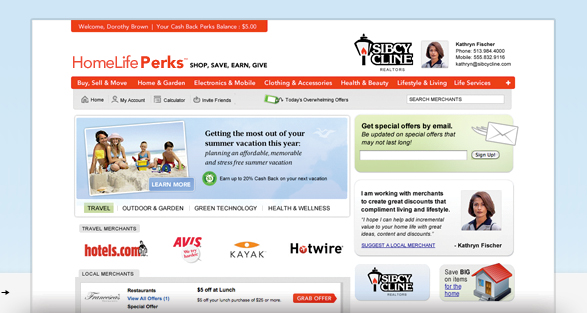 Welcome, Dorothy Brown | Your Cash Back Perks Balance : $5.00
HomeLife Perks SHOP, SAVE, EARN, GIVE
SIBCY CLINE REALTORS
Kathryn Fischer
Phone: 513.984.4000
Mobile: 555.832.9116
kathryn@sibcycline.com
Buy, Sell & Move Home & Garden Electronics & Mobile Clothing & Accessories Health & Beauty Lifestyle & Living Life Services +
Home My Account Calculator Invite Friends Today's Overwhelming Offers SEARCH MERCHANTS
Getting the most out of your
summer vacation this year:
planning an affordable, memorable
and stress free summer vacation
Earn up to 20% Cash Back on your next vacation
LEARN MORE
TRAVEL | OUTDOOR & GARDEN | GREEN TECHNOLOGY | HEALTH & WELLNESS
Get special offers by email.
Be updated on special offers that
may not last long!
Sign Up!
I am working with merchants
to create great discounts that
compliment living and lifestyle.
"I hope I can help add incremental
value to your home life with great
ideas, content and discounts."
SUGGEST A LOCAL MERCHANT - Kathryn Fischer
TRAVEL MERCHANTS
hotels.com
AVIS
We try harder.
KAYAK
Hotwire
LOCAL MERCHANTS
Restaurants
View All Offers (1)
Special Offer
$5 off at Lunch
$5 off your lunch purchase of $25 or more.
GRAB OFFER
SIBCY CLINE REALTORS
Save BIG
on items
for the
home